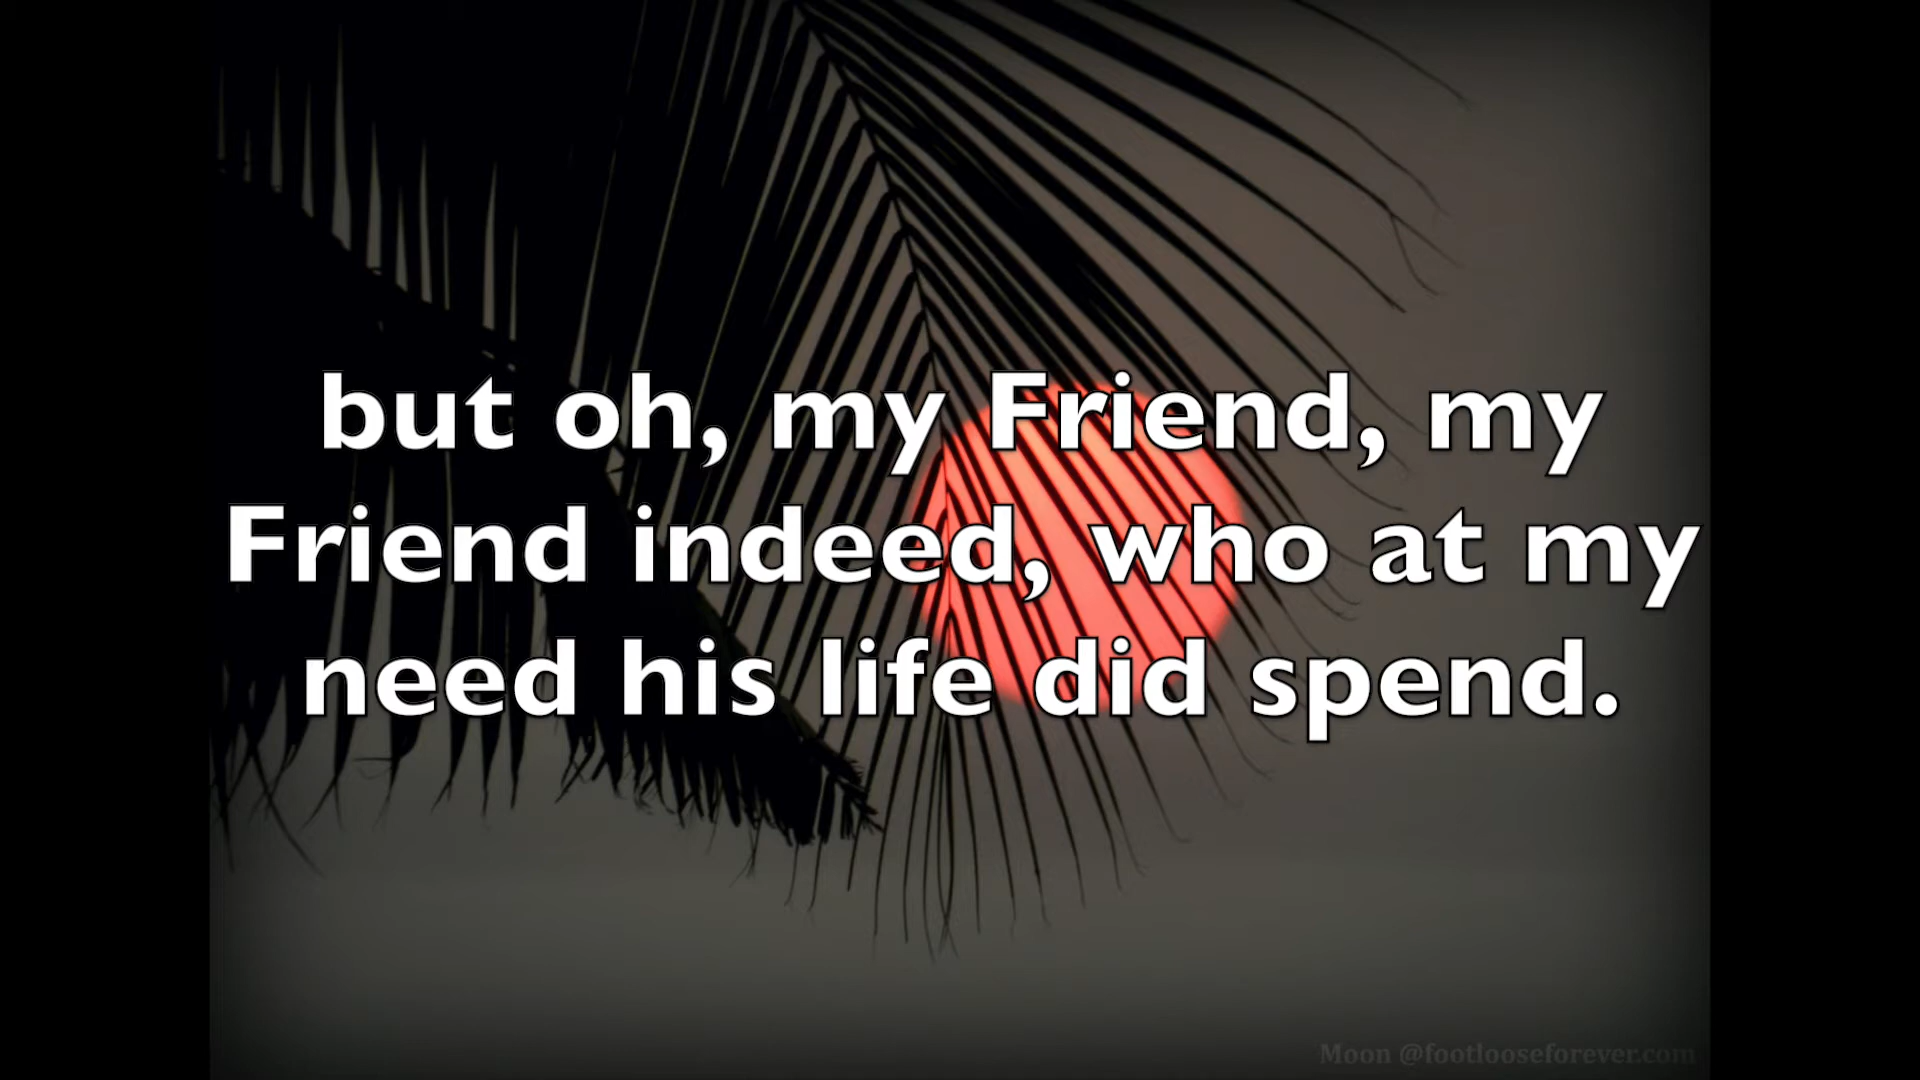 but oh, my Friend, my
Friend indeed, who at my
need his life did spend.
Moon @footlooseforever.com